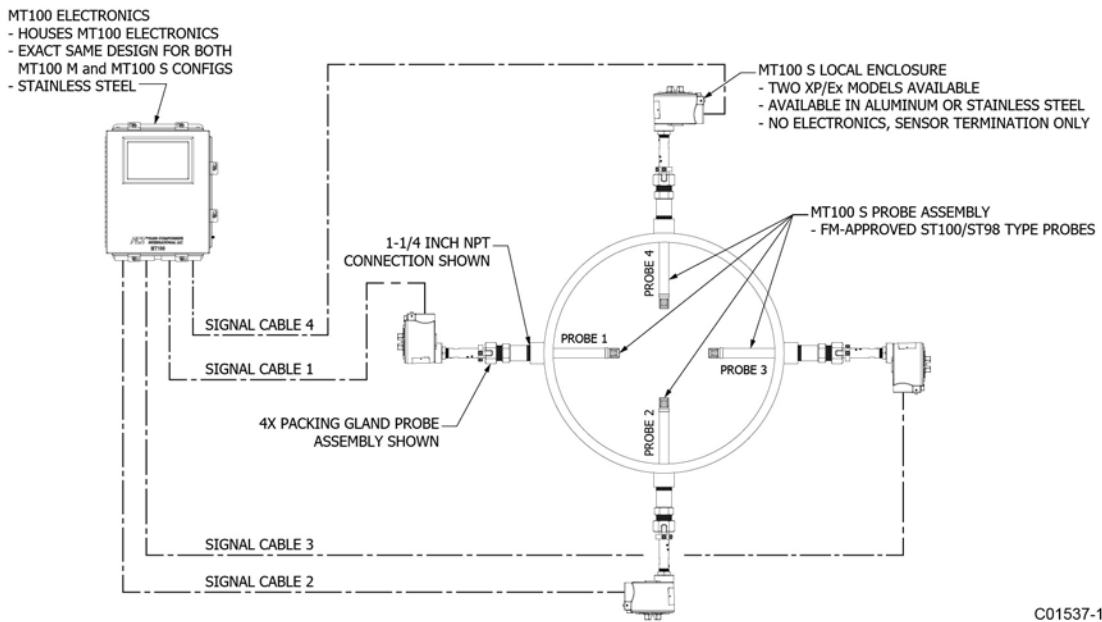 MT100 ELECTRONICS
- HOUSES MT100 ELECTRONICS
- EXACT SAME DESIGN FOR BOTH
MT100 M and MT100 S CONFIGS
- STAINLESS STEEL
MT100 S LOCAL ENCLOSURE
- TWO XP/Ex MODELS AVAILABLE
- AVAILABLE IN ALUMINUM OR STAINLESS STEEL
- NO ELECTRONICS, SENSOR TERMINATION ONLY
MT100 S PROBE ASSEMBLY
- FM-APPROVED ST100/ST98 TYPE PROBES
MT100
1-1/4 INCH NPT
CONNECTION SHOWN
PROBE 4
SIGNAL CABLE 4
PROBE 1
SIGNAL CABLE 1
PROBE 3
4X PACKING GLAND PROBE
ASSEMBLY SHOWN
PROBE 2
SIGNAL CABLE 3
SIGNAL CABLE 2
C01537-1